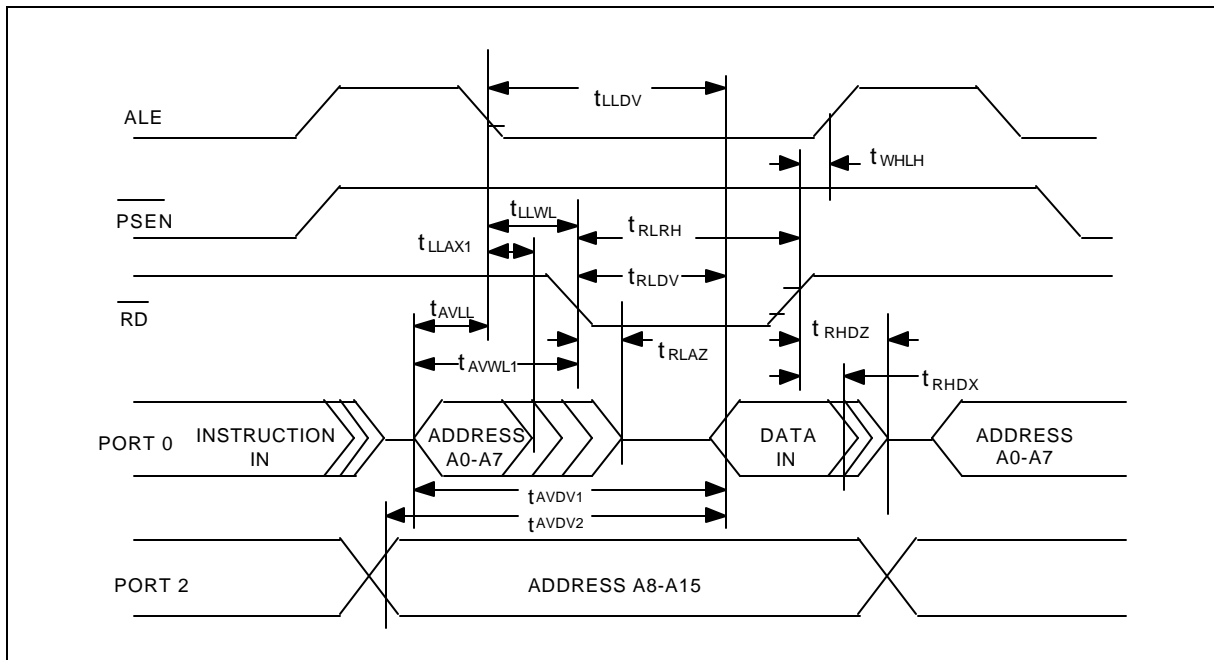 ALE
tLLDV
tWHLH
PSEN
tLLWL
tRLRH
tLLAX1
tRLDV
RD
tAVLL
tRHDZ
tRLAZ
tAVWL1
tRHDX
PORT 0
INSTRUCTION
IN
ADDRESS
A0-A7
DATA
IN
ADDRESS
A0-A7
tAVDV1
tAVDV2
PORT 2
ADDRESS A8-A15